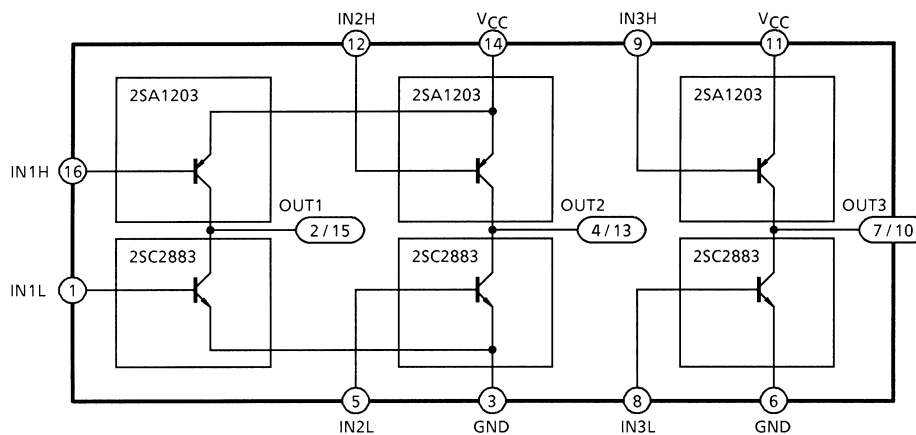 IN2H VCC IN3H VCC
12 14 9 11
2SA1203 2SA1203 2SA1203
IN1H 16
OUT1 OUT2 OUT3
2 / 15 4 / 13 7 / 10
2SC2883 2SC2883 2SC2883
IN1L 1
5 3 8 6
IN2L GND IN3L GND